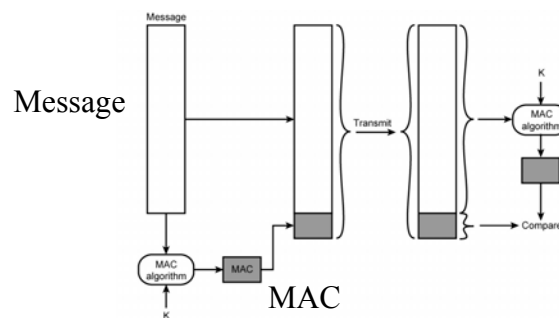 Message
Message
K
MAC
algorithm
Transmit
Compare
MAC
algorithm
MAC
MAC
K